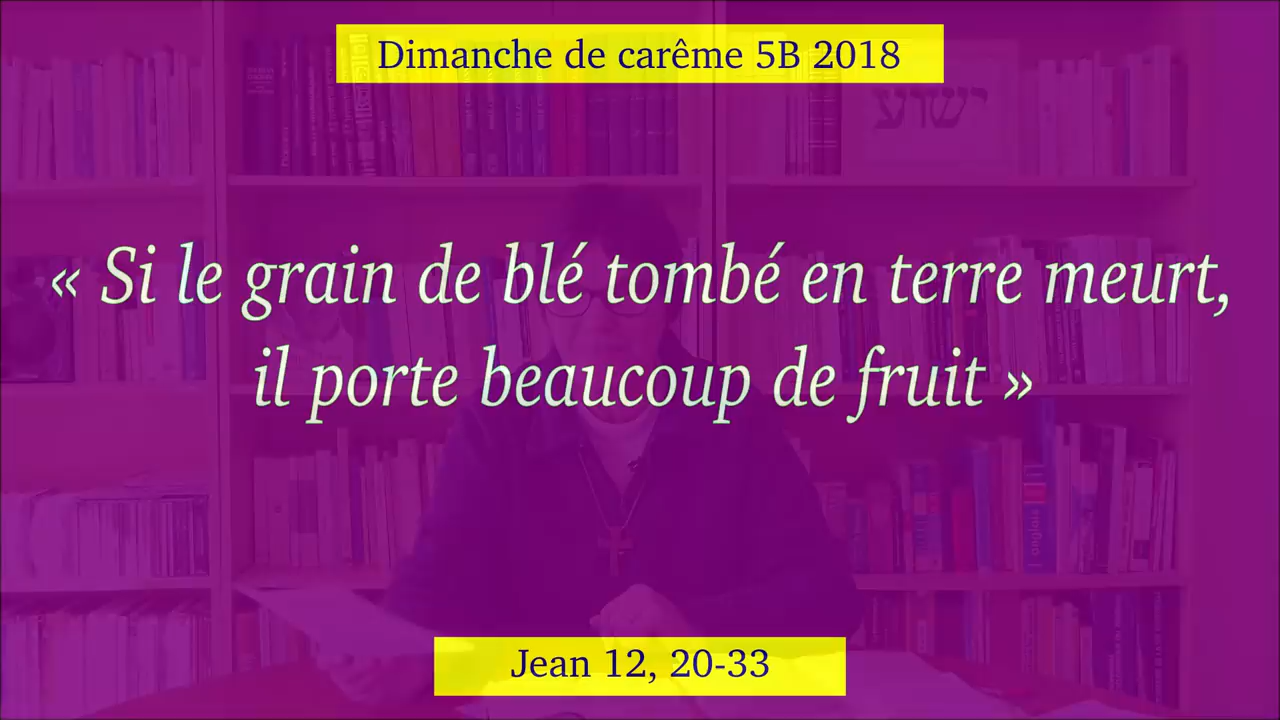 Dimanche de carême 5B 2018
ישוע
« Si le grain de blé tombé en terre meurt,
il porte beaucoup de fruit »
Jean 12, 20-33